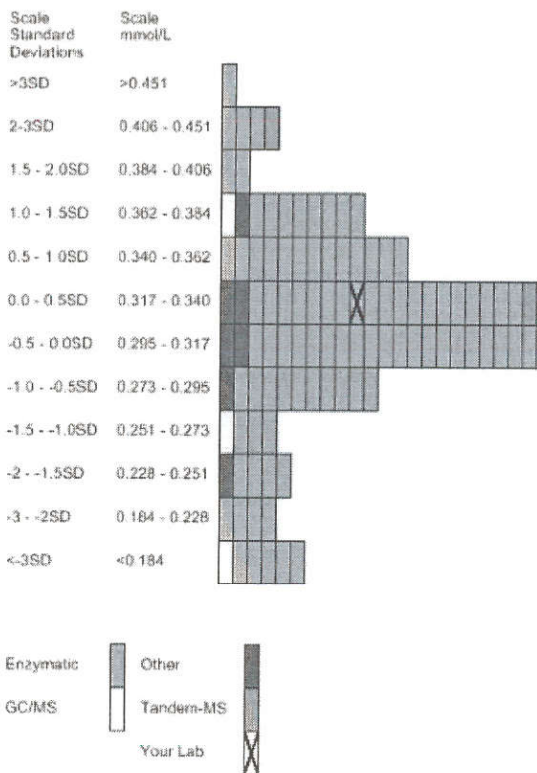 Scale Standard Deviations
Scale mmol/L
>3SD >0.451
2-3SD 0.406 - 0.451
1.5 - 2.0SD 0.384 - 0.406
1.0 - 1.5SD 0.362 - 0.384
0.5 - 1.0SD 0.340 - 0.362
0.0 - 0.5SD 0.317 - 0.340
-0.5 - 0.0SD 0.295 - 0.317
-1.0 - -0.5SD 0.273 - 0.295
-1.5 - -1.0SD 0.251 - 0.273
-2 - -1.5SD 0.228 - 0.251
-3 - -2SD 0.184 - 0.228
<-3SD <0.184
Enzymatic Other
GC/MS Tandem-MS
Your Lab